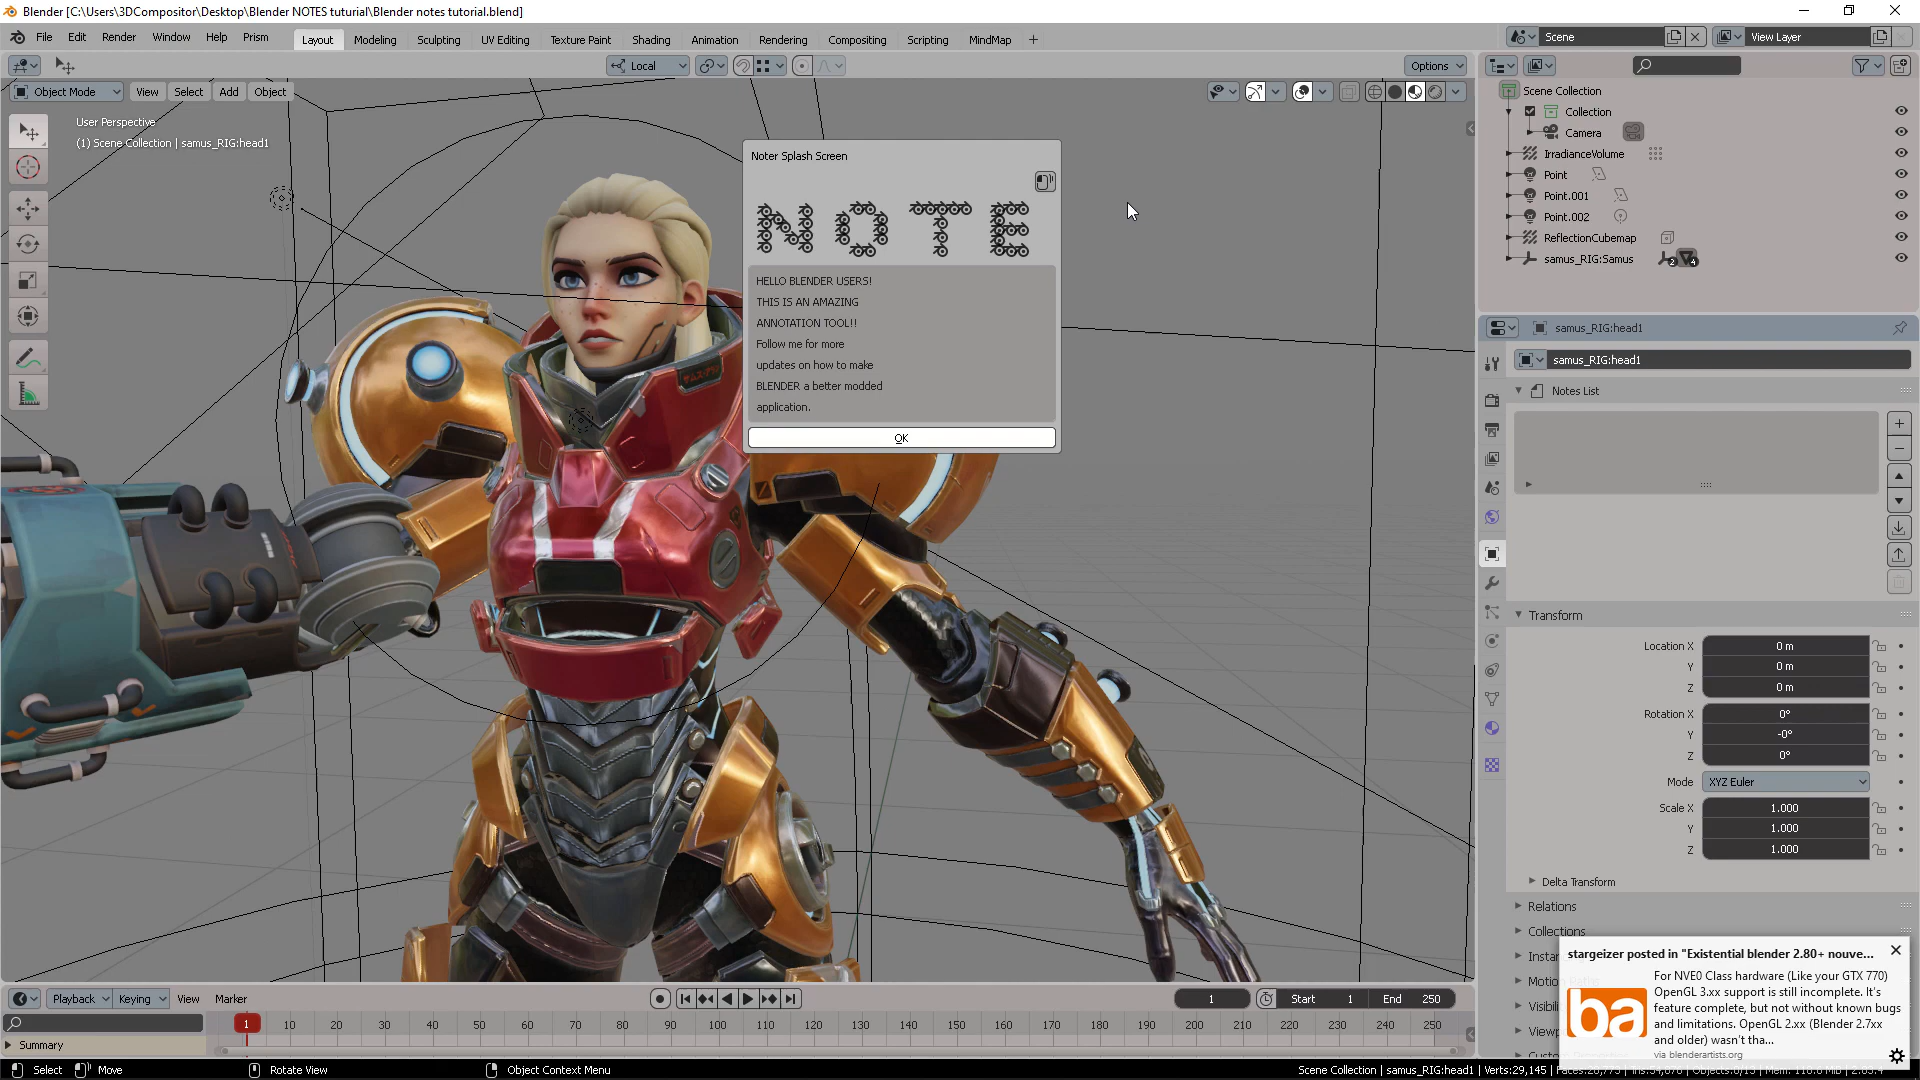 Blender [C:\Users\3DCompositor\Desktop\Blender NOTES tuturial\Blender notes tutorial.blend]
File Edit Render Window Help Prism
Layout Modeling Sculpting UV Editing Texture Paint Shading Animation Rendering Compositing Scripting MindMap +
Scene
View Layer
Local
Options
Object Mode View Select Add Object
User Perspective
(1) Scene Collection | samus_RIG:head1
Noter Splash Screen
NOTE
HELLO BLENDER USERS!
THIS IS AN AMAZING
ANNOTATION TOOL!!
Follow me for more
updates on how to make
BLENDER a better modded
application.
OK
Scene Collection
Collection
Camera
IrradianceVolume
Point
Point.001
Point.002
ReflectionCubemap
samus_RIG:Samus 2 4
samus_RIG:head1
samus_RIG:head1
Notes List
Transform
Location X 0 m
Y 0 m
Z 0 m
Rotation X 0°
Y -0°
Z 0°
Mode XYZ Euler
Scale X 1.000
Y 1.000
Z 1.000
Delta Transform
Relations
Collections
stargeizer posted in "Existential blender 2.80+ nouve...
For NVE0 Class hardware (Like your GTX 770)
OpenGL 3.xx support is still incomplete. It's
feature complete, but not without known bugs
and limitations. OpenGL 2.xx (Blender 2.7xx
and older) wasn't tha...
via blenderartists.org
ba
Playback Keying View Marker
1 Start 1 End 250
1 10 20 30 40 50 60 70 80 90 100 110 120 130 140 150 160 170 180 190 200 210 220 230 240 250
Summary
Select Move Rotate View Object Context Menu
Scene Collection | samus_RIG:head1 | Verts:29,145